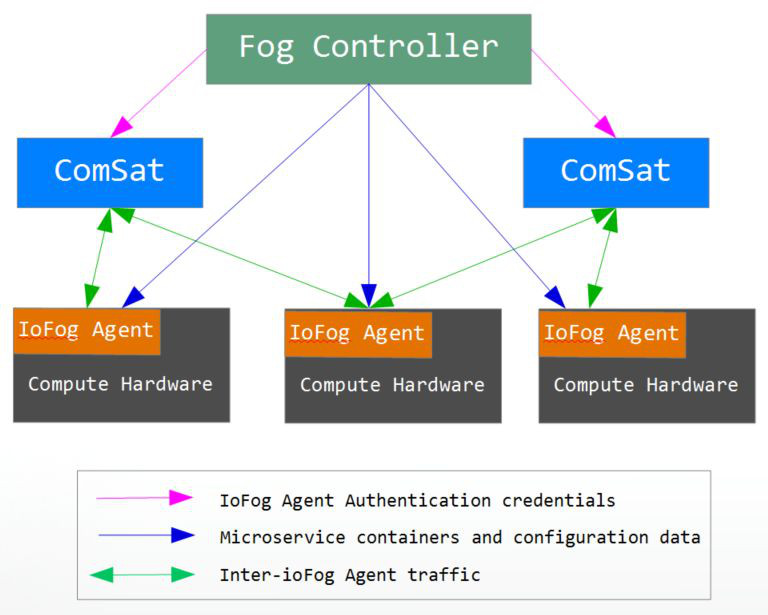 Fog Controller
ComSat
ComSat
IoFog Agent
Compute Hardware
IoFog Agent
Compute Hardware
IoFog Agent
Compute Hardware
IoFog Agent Authentication credentials
Microservice containers and configuration data
Inter-ioFog Agent traffic